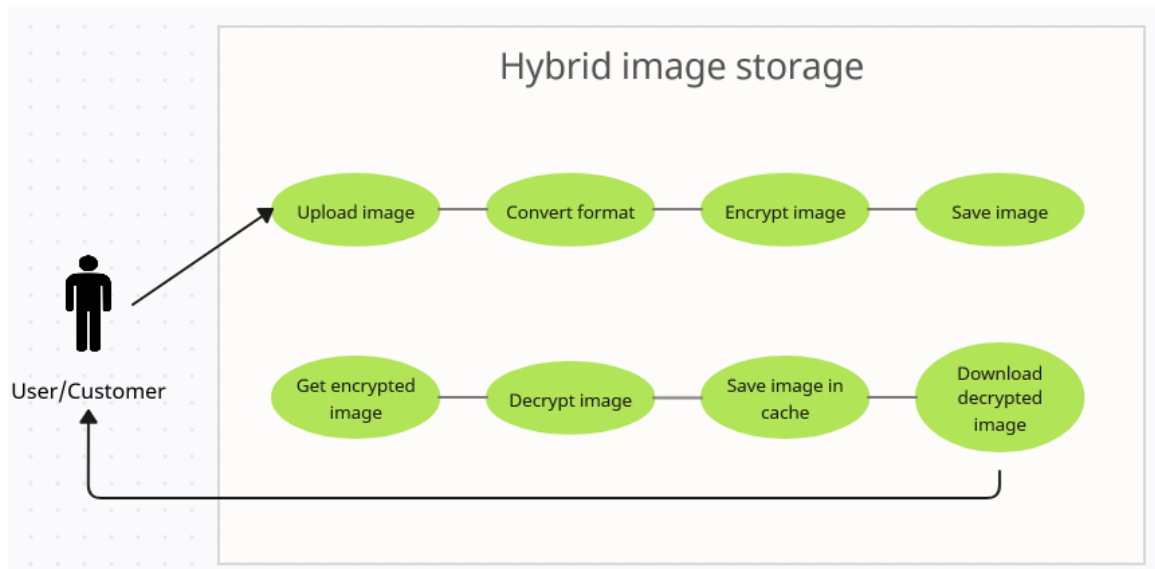 Hybrid image storage
Upload image
Convert format
Encrypt image
Save image
User/Customer
Get encrypted
image
Decrypt image
Save image in
cache
Download
decrypted
image